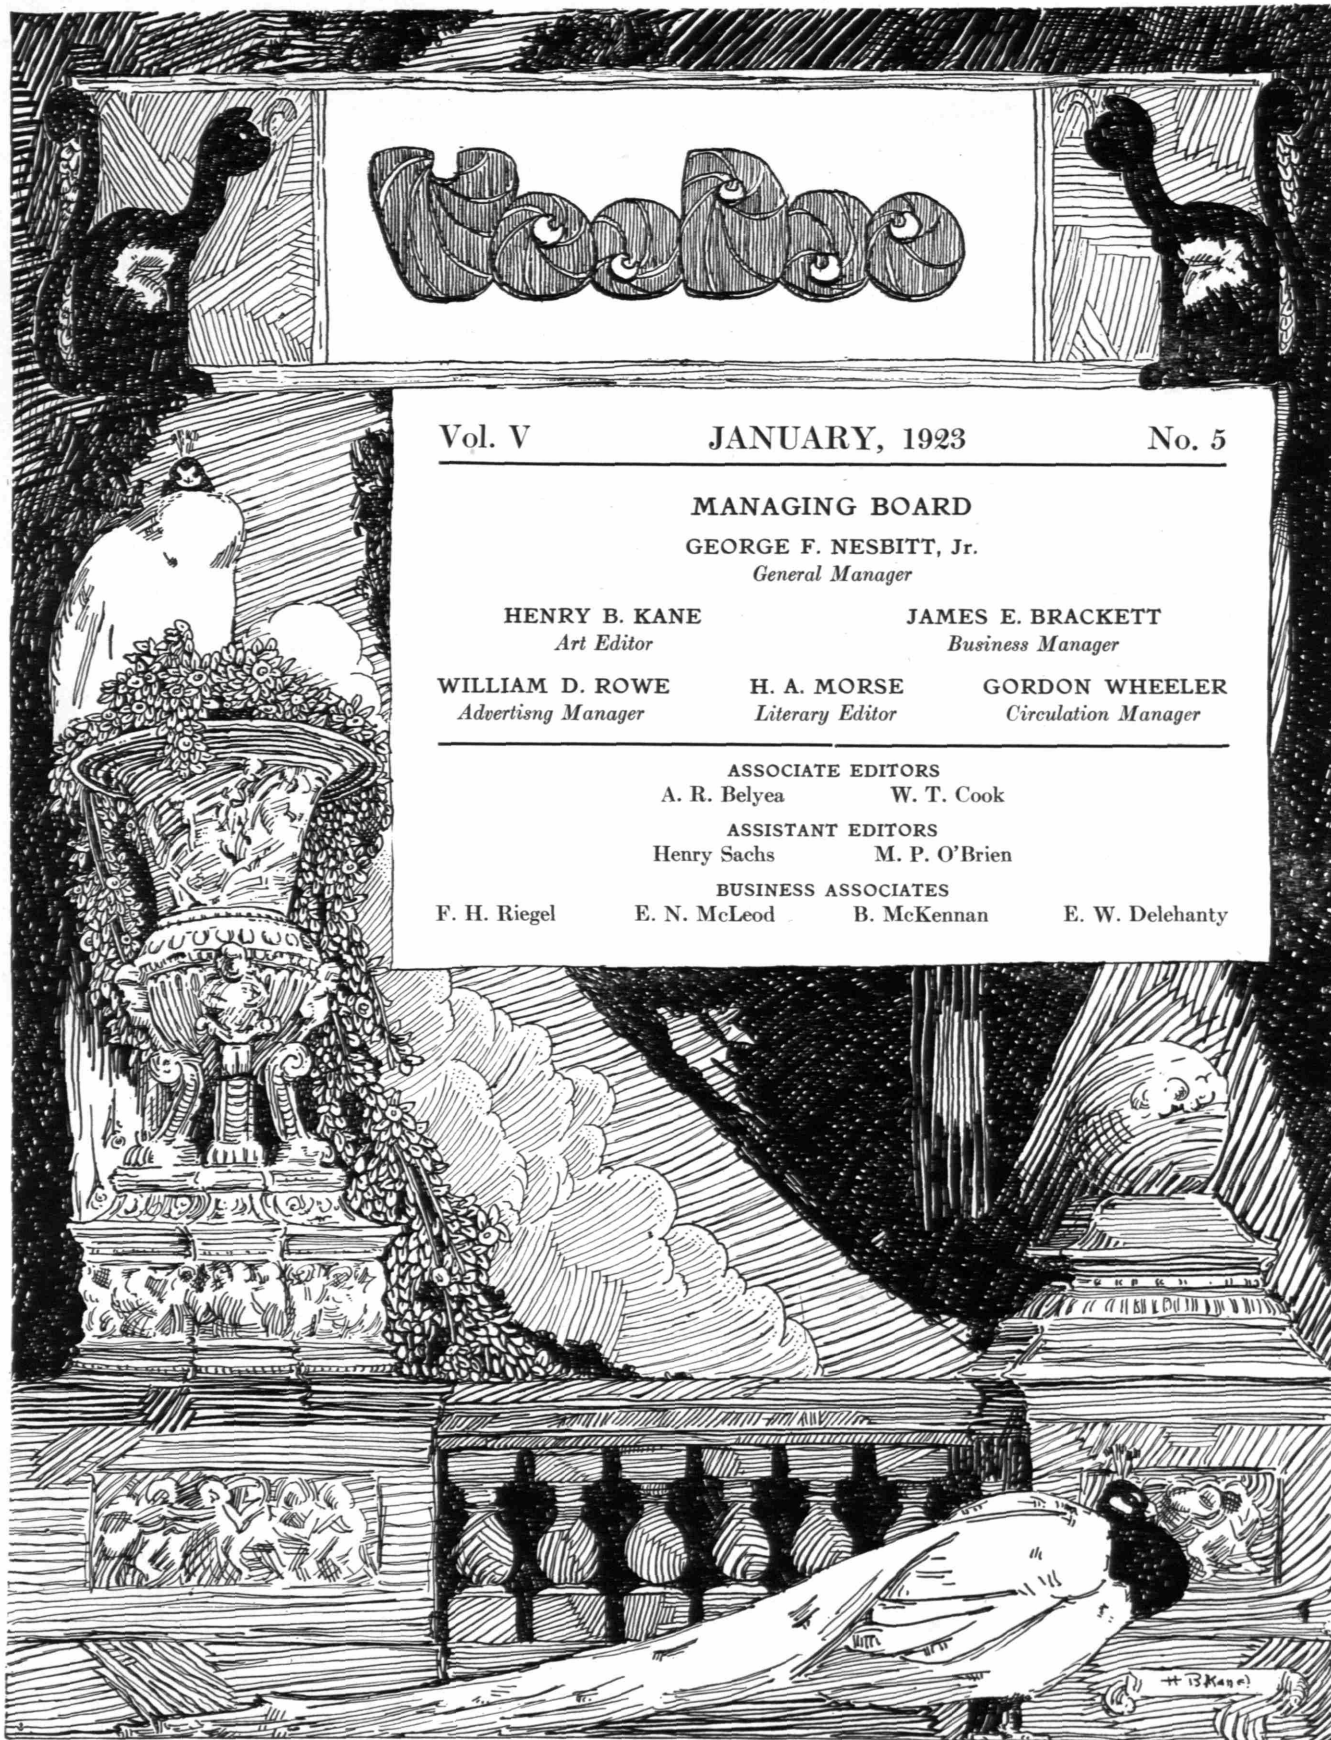 VooDoo
Vol. V JANUARY, 1923 No. 5
MANAGING BOARD
GEORGE F. NESBITT, Jr.
General Manager
HENRY B. KANE JAMES E. BRACKETT
Art Editor Business Manager
WILLIAM D. ROWE H. A. MORSE GORDON WHEELER
Advertisng Manager Literary Editor Circulation Manager
ASSOCIATE EDITORS
A. R. Belyea W. T. Cook
ASSISTANT EDITORS
Henry Sachs M. P. O'Brien
BUSINESS ASSOCIATES
F. H. Riegel E. N. McLeod B. McKennan E. W. Delehanty
H B Kane